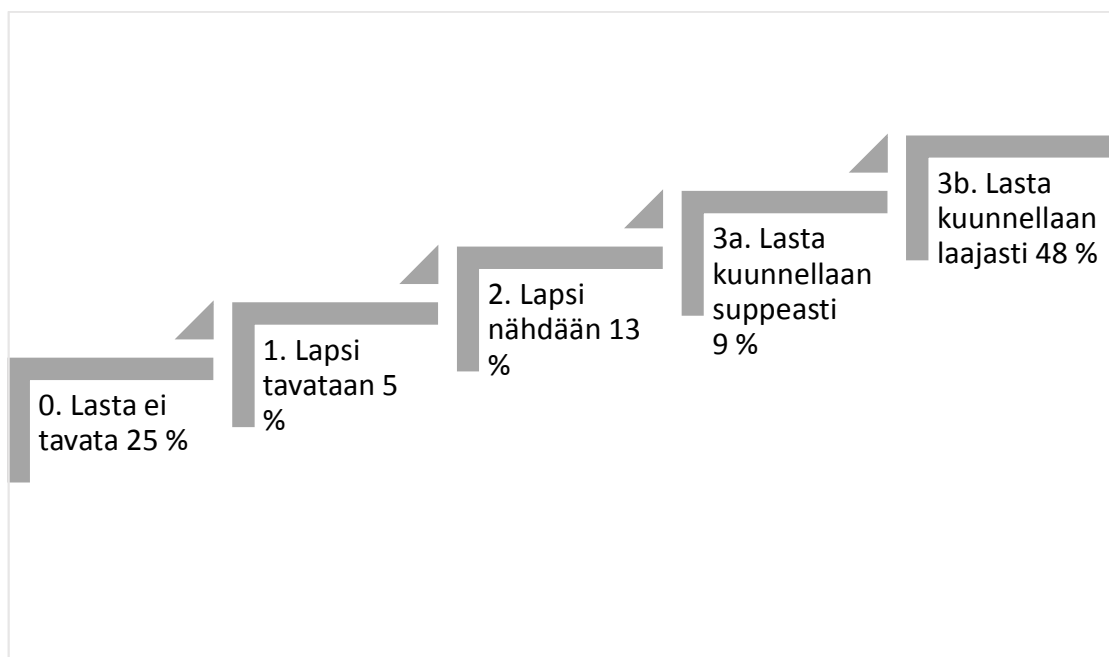 0. Lasta ei
tavata 25 %
1. Lapsi
tavataan 5
%
2. Lapsi
nähdään 13
%
3a. Lasta
kuunnellaan
suppeasti
9 %
3b. Lasta
kuunnellaan
laajasti 48 %